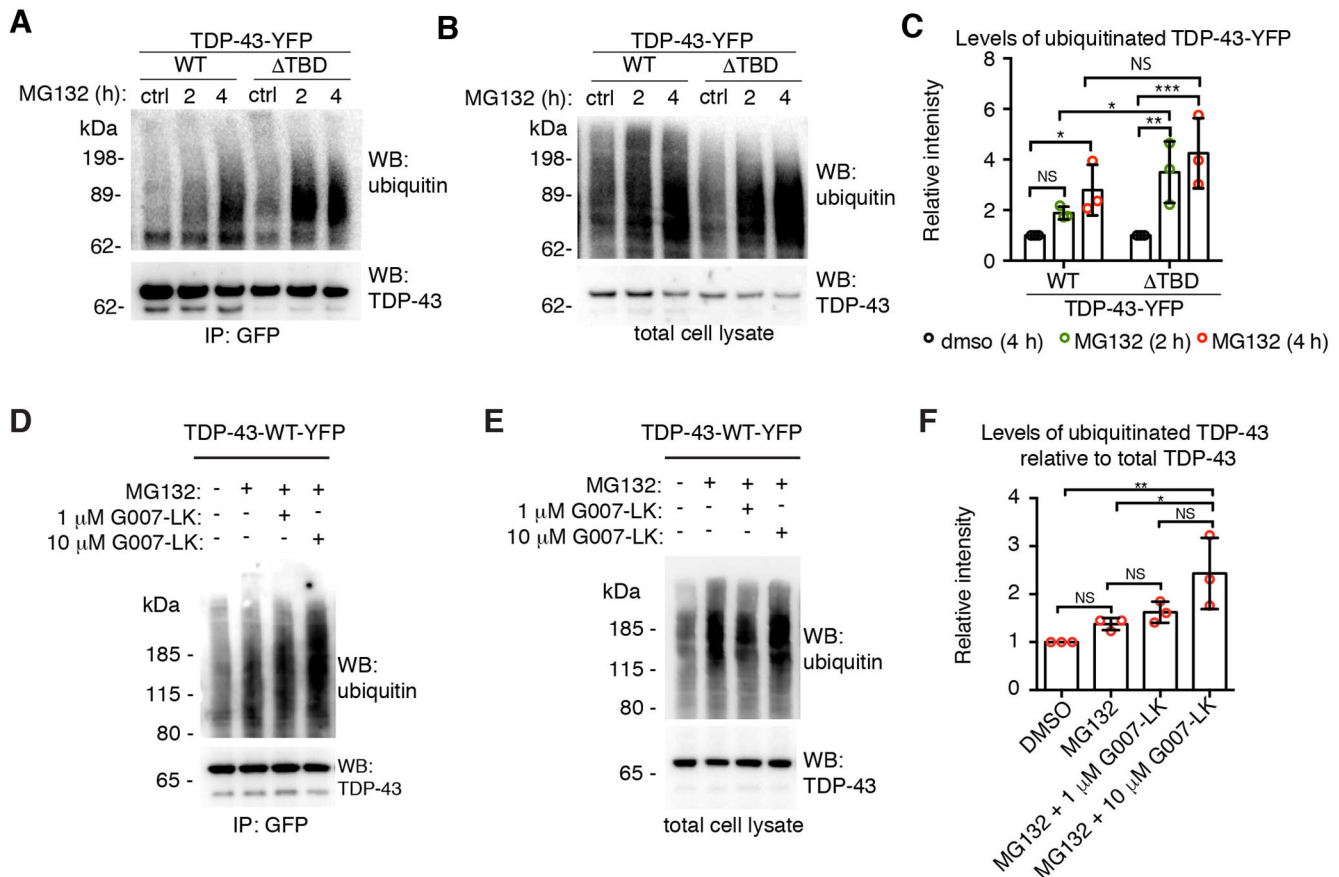 A
TDP-43-YFP
WT ΔTBD
MG132 (h): ctrl 2 4 ctrl 2 4
kDa
198-
89-
62-
WB:
ubiquitin
62-
WB:
TDP-43
IP: GFP
B
TDP-43-YFP
WT ΔTBD
MG132 (h): ctrl 2 4 ctrl 2 4
kDa
198-
89-
62-
WB:
ubiquitin
62-
WB:
TDP-43
total cell lysate
C
Levels of ubiquitinated TDP-43-YFP
Relative intenisty
8
6
4
2
0
NS
*
*
NS
**
***
WT ΔTBD
TDP-43-YFP
dmso (4 h) MG132 (2 h) MG132 (4 h)
D
TDP-43-WT-YFP
MG132: - + + +
1 μM G007-LK: - - + -
10 μM G007-LK: - - - +
kDa
185 -
115 -
80 -
WB:
ubiquitin
65 -
WB:
TDP-43
IP: GFP
E
TDP-43-WT-YFP
MG132: - + + +
1 μM G007-LK: - - + -
10 μM G007-LK: - - - +
kDa
185 -
115 -
80 -
WB:
ubiquitin
65 -
WB:
TDP-43
total cell lysate
F
Levels of ubiquitinated TDP-43
relative to total TDP-43
Relative intensity
4
3
2
1
0
**
*
NS
NS
NS
DMSO
MG132
MG132 + 1 μM G007-LK
MG132 + 10 μM G007-LK